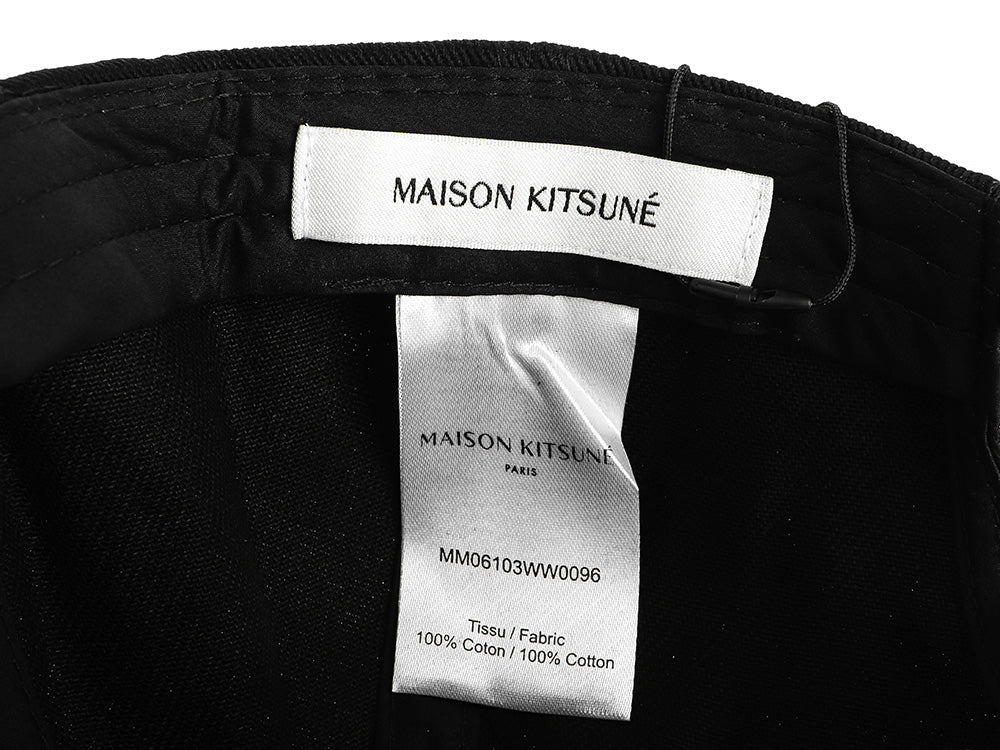 MAISON KITSUNÉ
MAISON KITSUNÉ
PARIS
MM06103WW0096
Tissu / Fabric
100% Coton / 100% Cotton